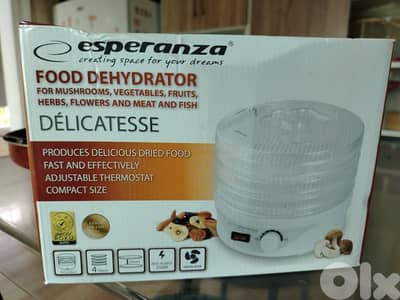 esperanza®
creating space for your dreams
FOOD DEHYDRATOR
FOR MUSHROOMS, VEGETABLES, FRUITS,
HERBS, FLOWERS AND MEAT AND FISH
DÉLICATESSE
PRODUCES DELICIOUS DRIED FOOD
FAST AND EFFECTIVELY
ADJUSTABLE THERMOSTAT
COMPACT SIZE
olx